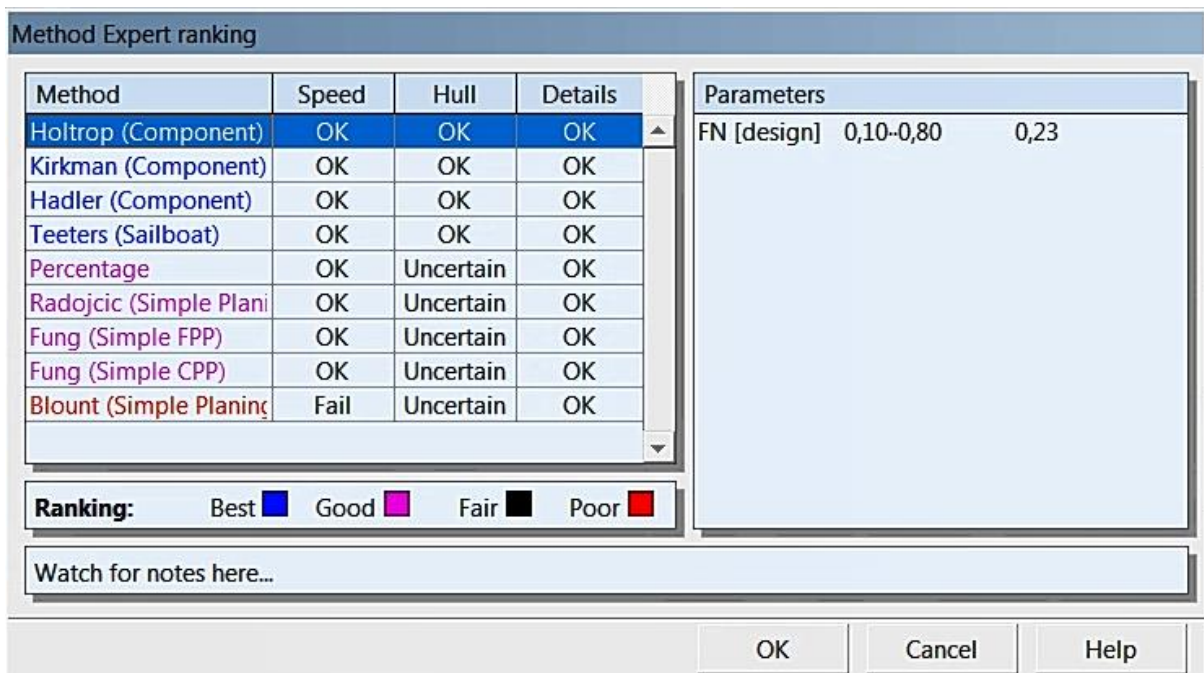 Method Expert ranking
Method Speed Hull Details
Holtrop (Component) OK OK OK
Kirkman (Component) OK OK OK
Hadler (Component) OK OK OK
Teeters (Sailboat) OK OK OK
Percentage OK Uncertain OK
Radojcic (Simple Plani OK Uncertain OK
Fung (Simple FPP) OK Uncertain OK
Fung (Simple CPP) OK Uncertain OK
Blount (Simple Planing Fail Uncertain OK
Ranking: Best Good Fair Poor
Parameters
FN [design] 0,10--0,80 0,23
Watch for notes here...
OK Cancel Help